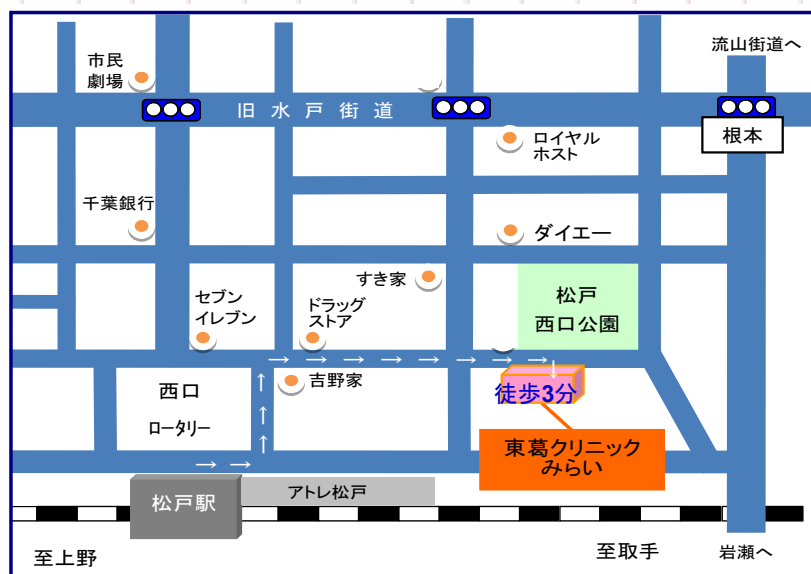 流山街道へ
市民
劇場
旧水戸街道
根本
ロイヤル
ホスト
千葉銀行
ダイエー
すき家
松戸
西口公園
セブン
イレブン
ドラッグ
ストア
→ → → → → → → → →
↓
↑
↑
↑
吉野家
西口
ロータリー
徒歩3分
東葛クリニック
みらい
→ →
アトレ松戸
松戸駅
至上野
至取手
岩瀬へ